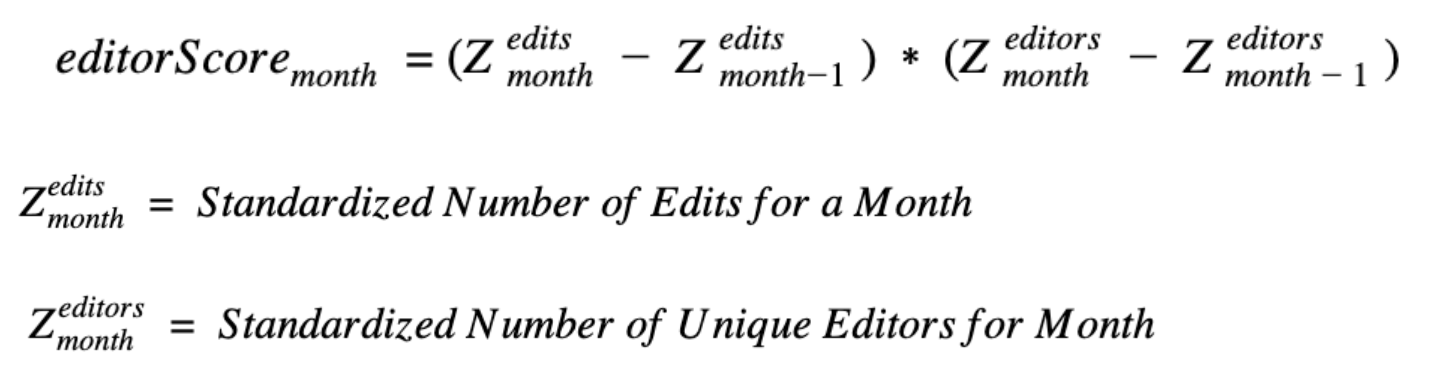 editorScore_month = (Z^edits_month − Z^edits_month−1) * (Z^editors_month − Z^editors_month − 1)
Z^edits_month = Standardized Number of Edits for a Month
Z^editors_month = Standardized Number of Unique Editors for Month